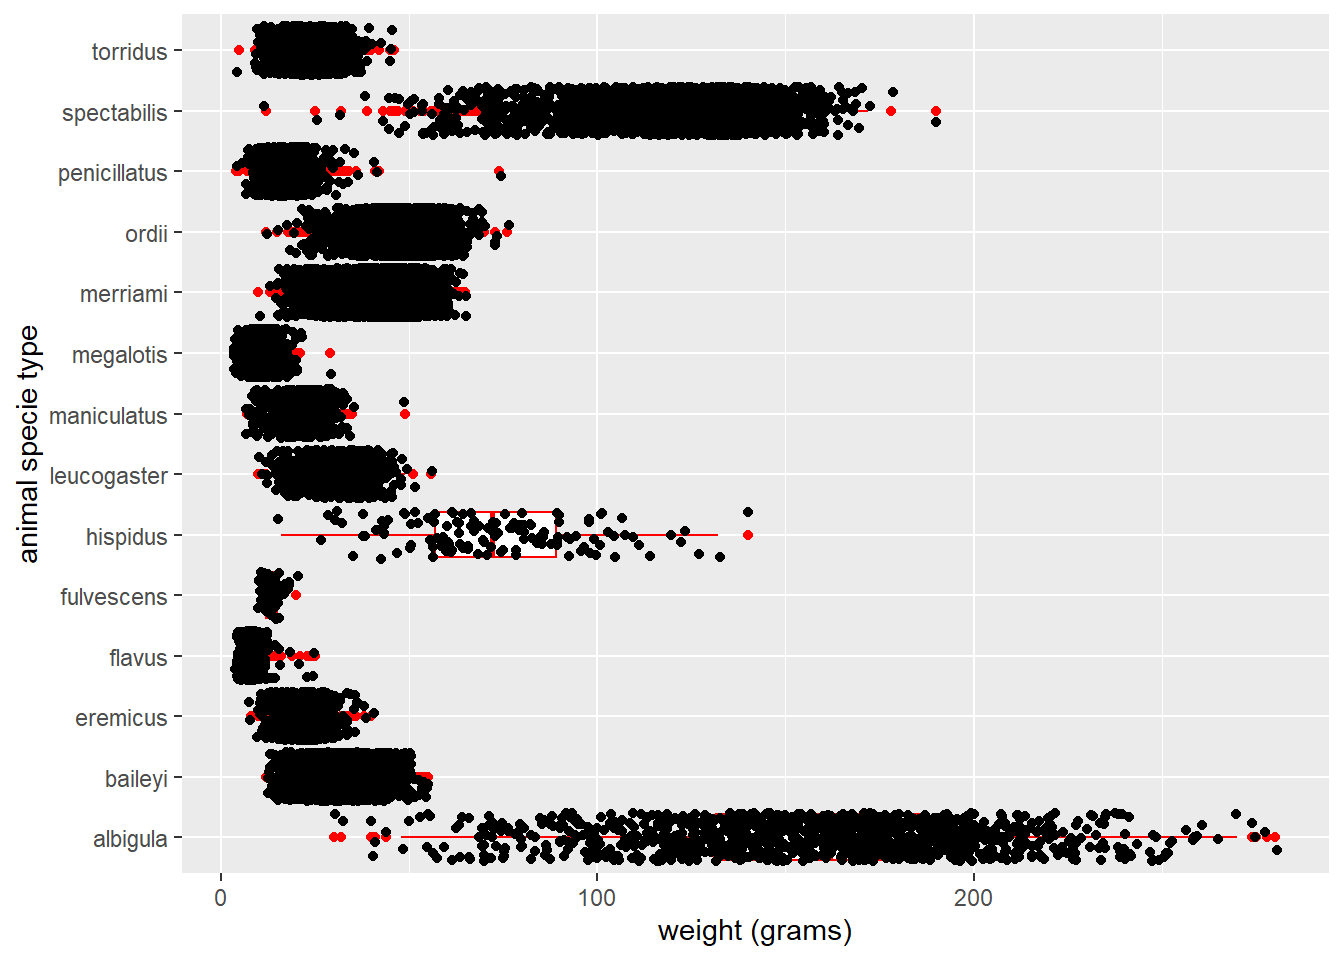 torridus
spectabilis
penicillatus
ordii
merriami
megalotis
maniculatus
leucogaster
hispidus
fulvescens
flavus
eremicus
baileyi
albigula
animal specie type
0 100 200
weight (grams)